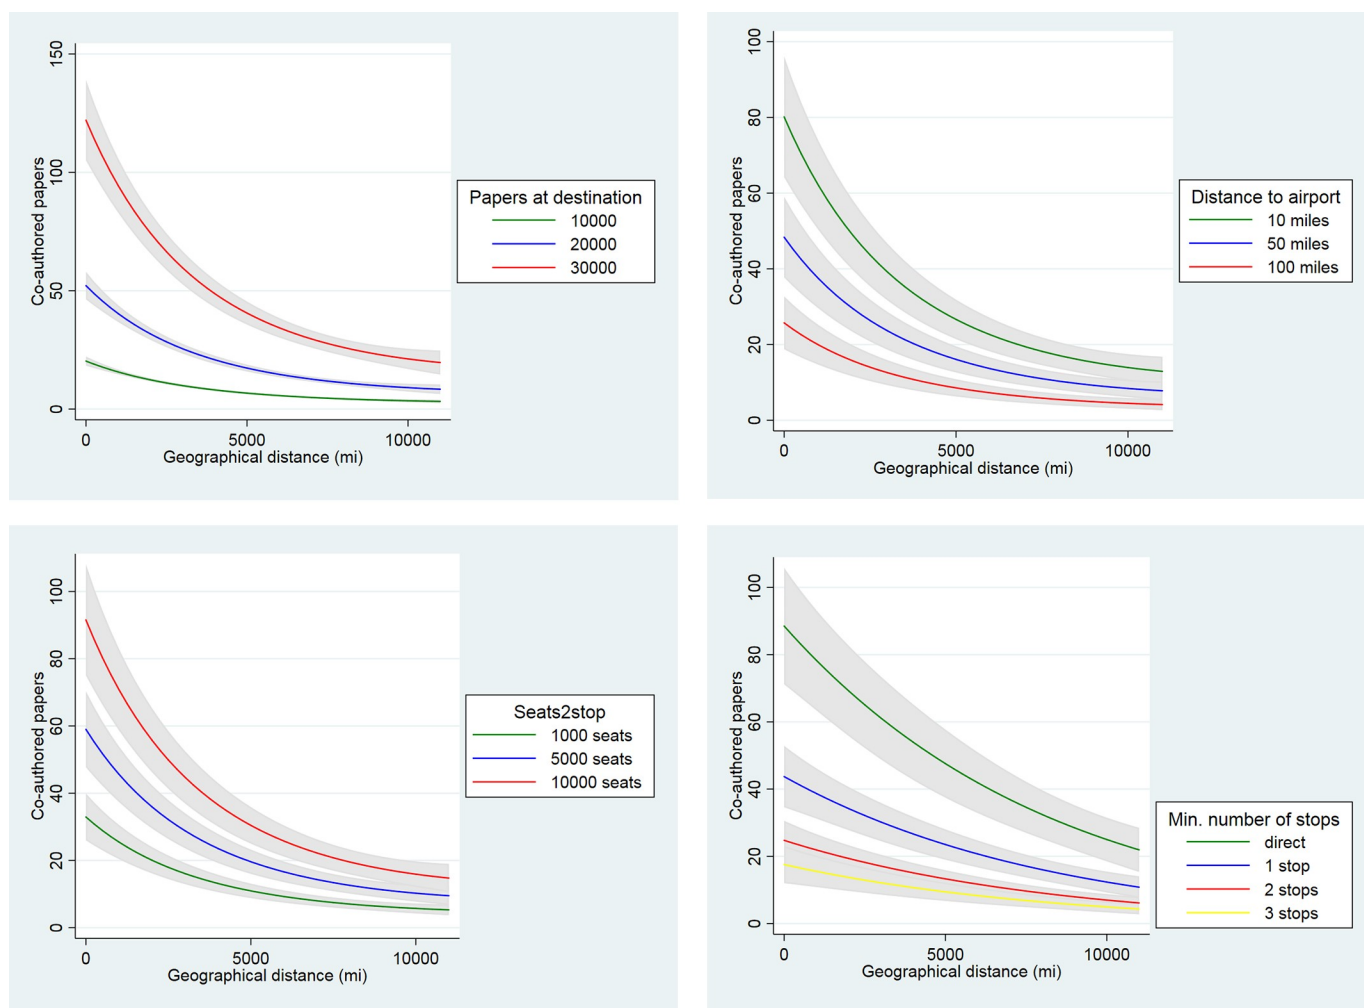 150
100
50
0
Co-authored papers
0 5000 10000
Geographical distance (mi)
Papers at destination
10000
20000
30000
100
80
60
40
20
0
Co-authored papers
0 5000 10000
Geographical distance (mi)
Distance to airport
10 miles
50 miles
100 miles
100
80
60
40
20
0
Co-authored papers
0 5000 10000
Geographical distance (mi)
Seats2stop
1000 seats
5000 seats
10000 seats
100
80
60
40
20
0
Co-authored papers
0 5000 10000
Geographical distance (mi)
Min. number of stops
direct
1 stop
2 stops
3 stops